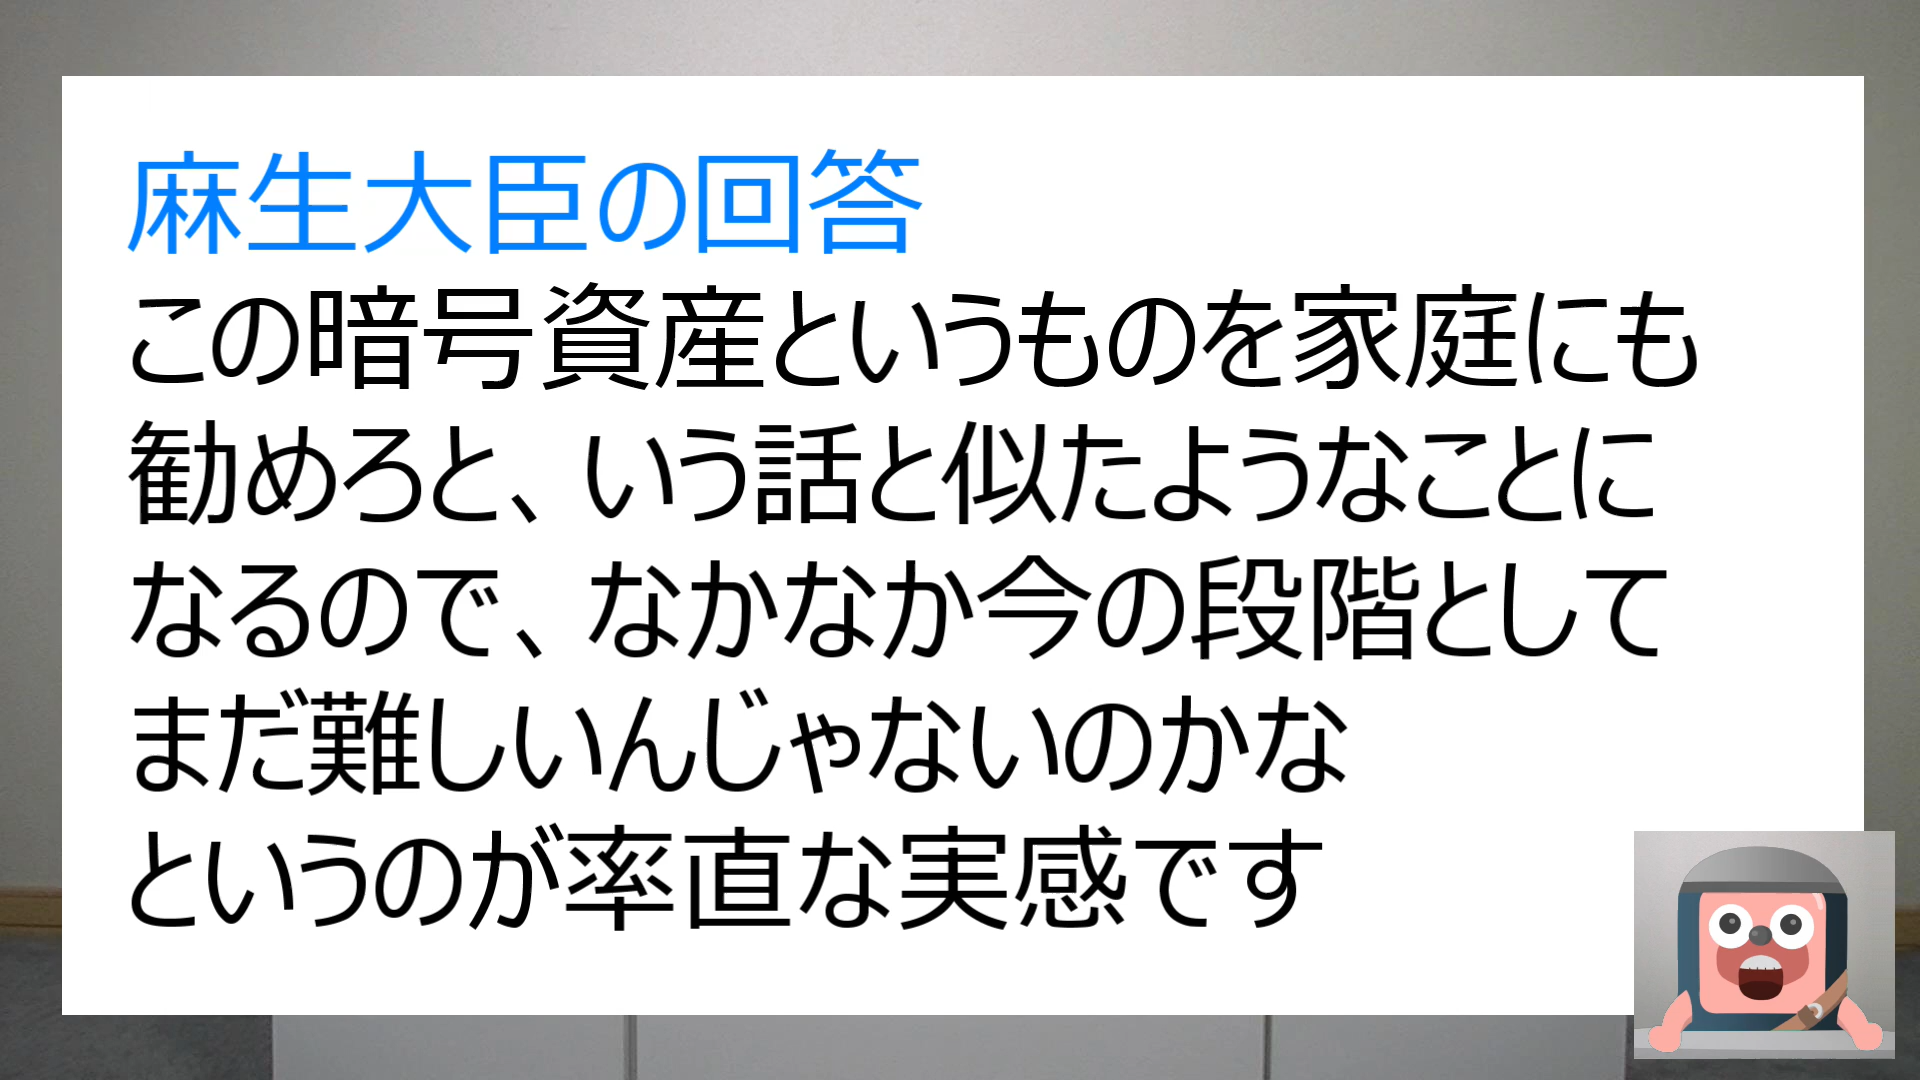 麻生大臣の回答
この暗号資産というものを家庭にも
勧めろと、いう話と似たようなことに
なるので、なかなか今の段階として
まだ難しいんじゃないのかな
というのが率直な実感です